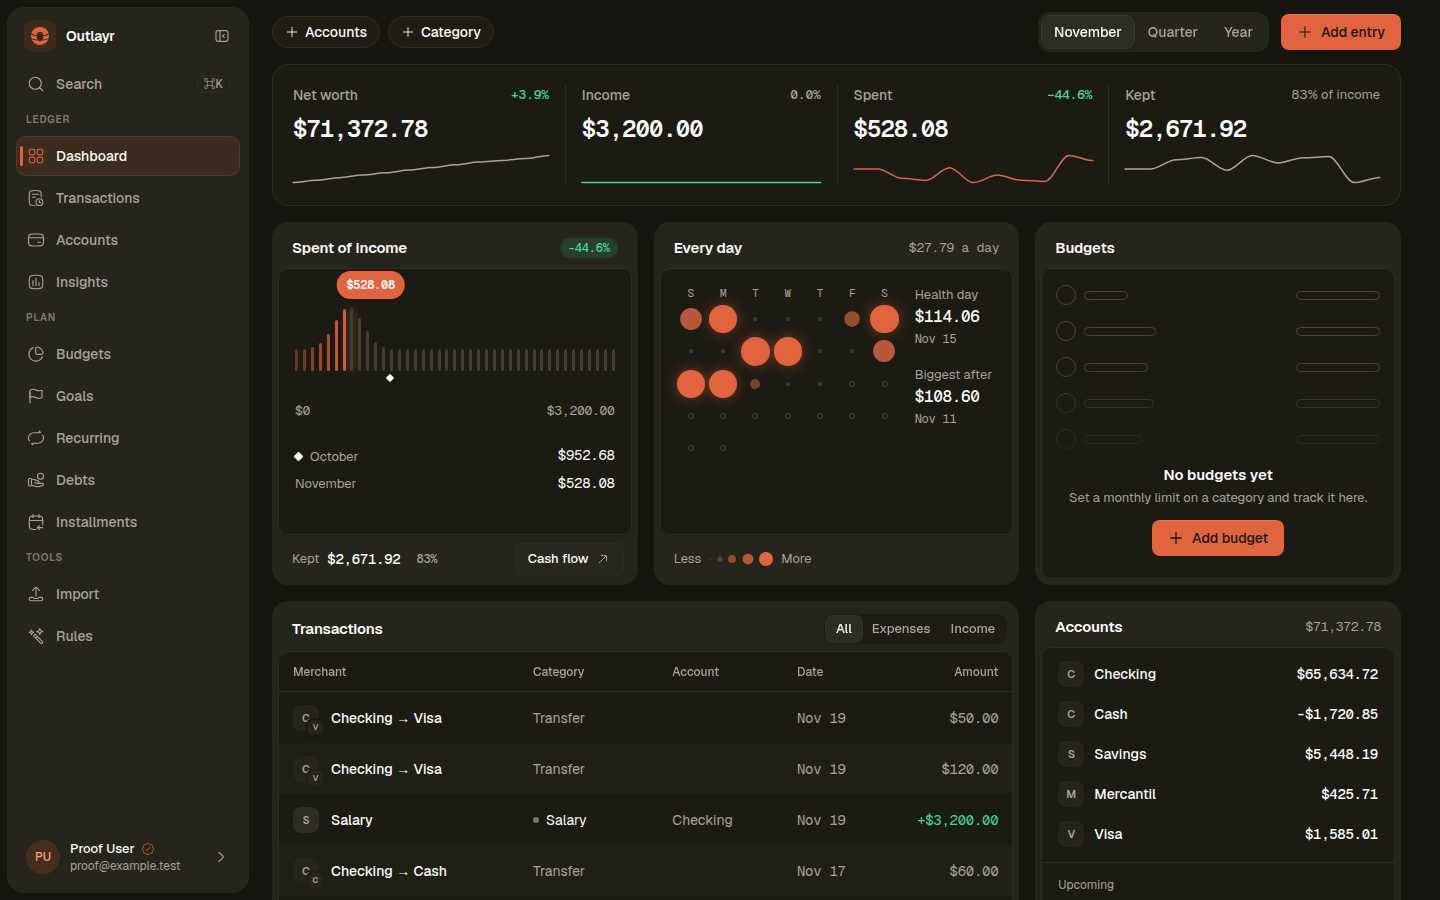 Outlayr
Search
⌘K
LEDGER
Dashboard
Transactions
Accounts
Insights
PLAN
Budgets
Goals
Recurring
Debts
Installments
TOOLS
Import
Rules
PU
Proof User
proof@example.test
Accounts
Category
November
Quarter
Year
Add entry
Net worth
+3.9%
$71,372.78
Income
0.0%
$3,200.00
Spent
-44.6%
$528.08
Kept
83% of income
$2,671.92
Spent of income
-44.6%
$528.08
$0
$3,200.00
October
$952.68
November
$528.08
Kept $2,671.92 83%
Cash flow
Every day
$27.79 a day
S M T W T F S
Health day
$114.06
Nov 15
Biggest after
$108.60
Nov 11
Less
More
Budgets
No budgets yet
Set a monthly limit on a category and track it here.
Add budget
Transactions
All
Expenses
Income
Merchant Category Account Date Amount
C V Checking → Visa Transfer Nov 19 $50.00
C V Checking → Visa Transfer Nov 19 $120.00
S Salary Salary Checking Nov 19 +$3,200.00
C C Checking → Cash Transfer Nov 17 $60.00
Accounts
$71,372.78
C Checking $65,634.72
C Cash -$1,720.85
S Savings $5,448.19
M Mercantil $425.71
V Visa $1,585.01
Upcoming